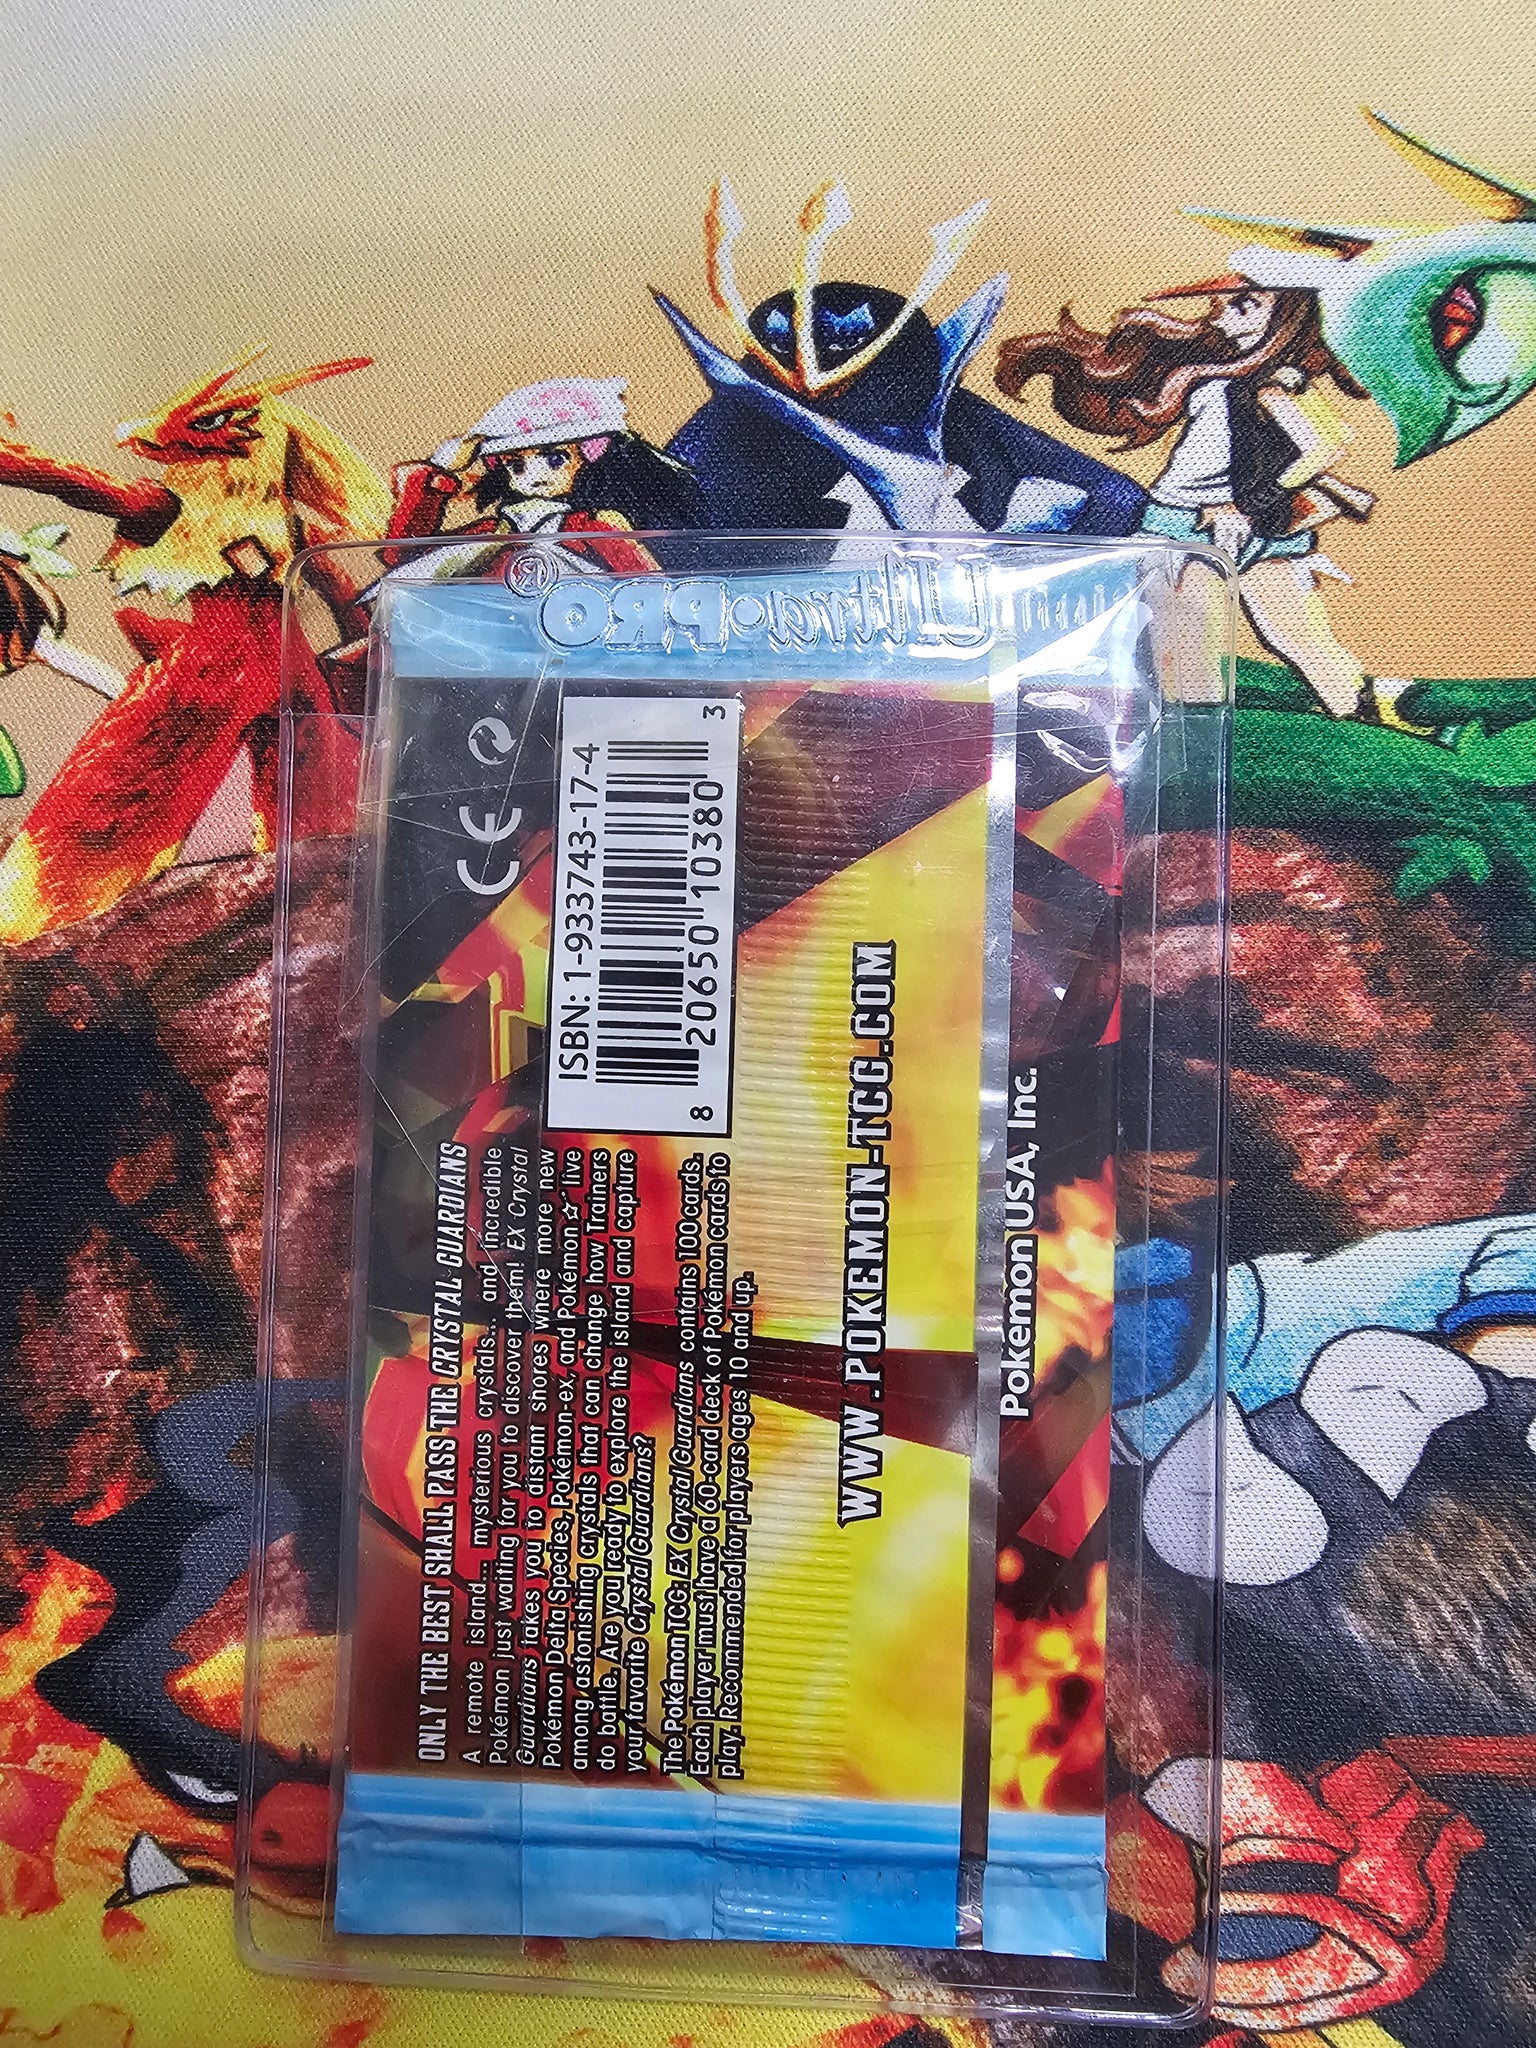 Ultra•PRO®
ONLY THE BEST SHALL PASS THE CRYSTAL GUARDIANS
A remote island... mysterious crystals... and incredible
Pokémon just waiting for you to discover them! EX Crystal
Guardians takes you to distant shores where more new
Pokémon Delta Species, Pokémon-ex, and Pokémon ☆ live
among astonishing crystals that can change how Trainers
do battle. Are you ready to explore the island and capture
your favorite Crystal Guardians?
The Pokémon TCG: EX Crystal Guardians contains 100 cards.
Each player must have a 60-card deck of Pokémon cards to
play. Recommended for players ages 10 and up.
CE
ISBN: 1-933743-17-4
8 20650 10380 3
WWW.POKEMON-TCG.COM
Pokémon USA, Inc.